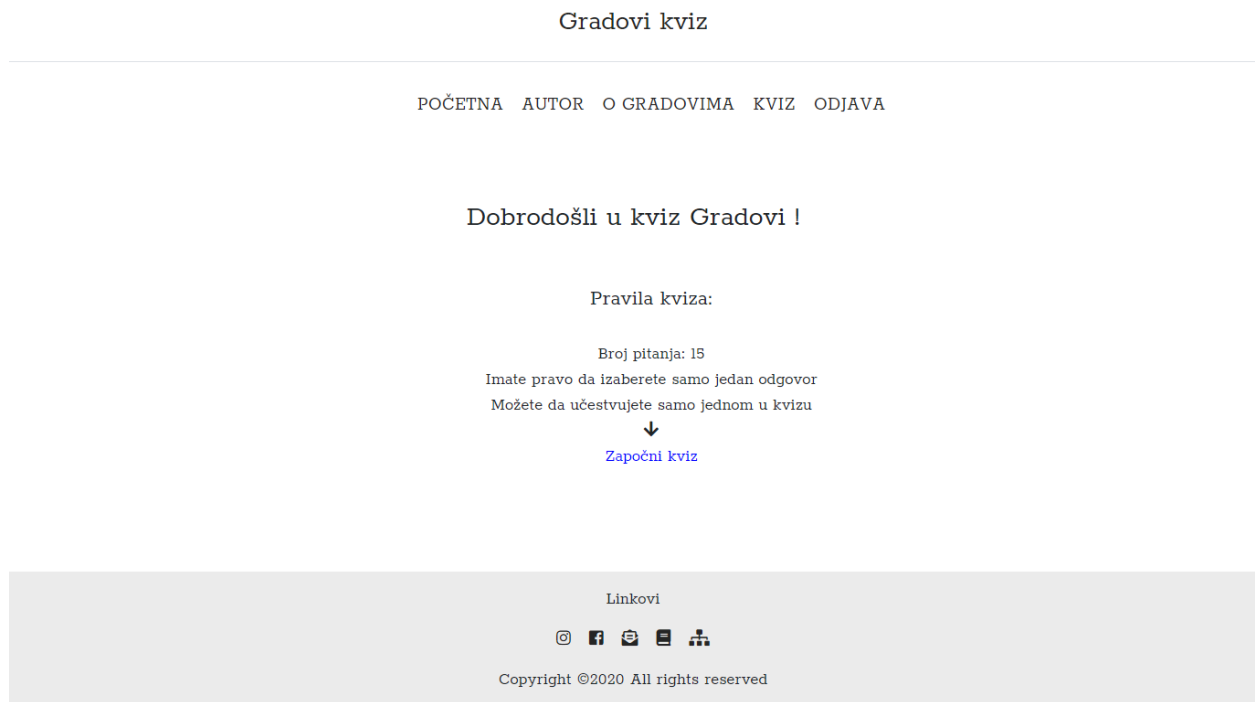 Gradovi kviz
POČETNA AUTOR O GRADOVIMA KVIZ ODJAVA
Dobrodošli u kviz Gradovi !
Pravila kviza:
Broj pitanja: 15
Imate pravo da izaberete samo jedan odgovor
Možete da učestvujete samo jednom u kvizu
Započni kviz
Linkovi
Copyright ©2020 All rights reserved